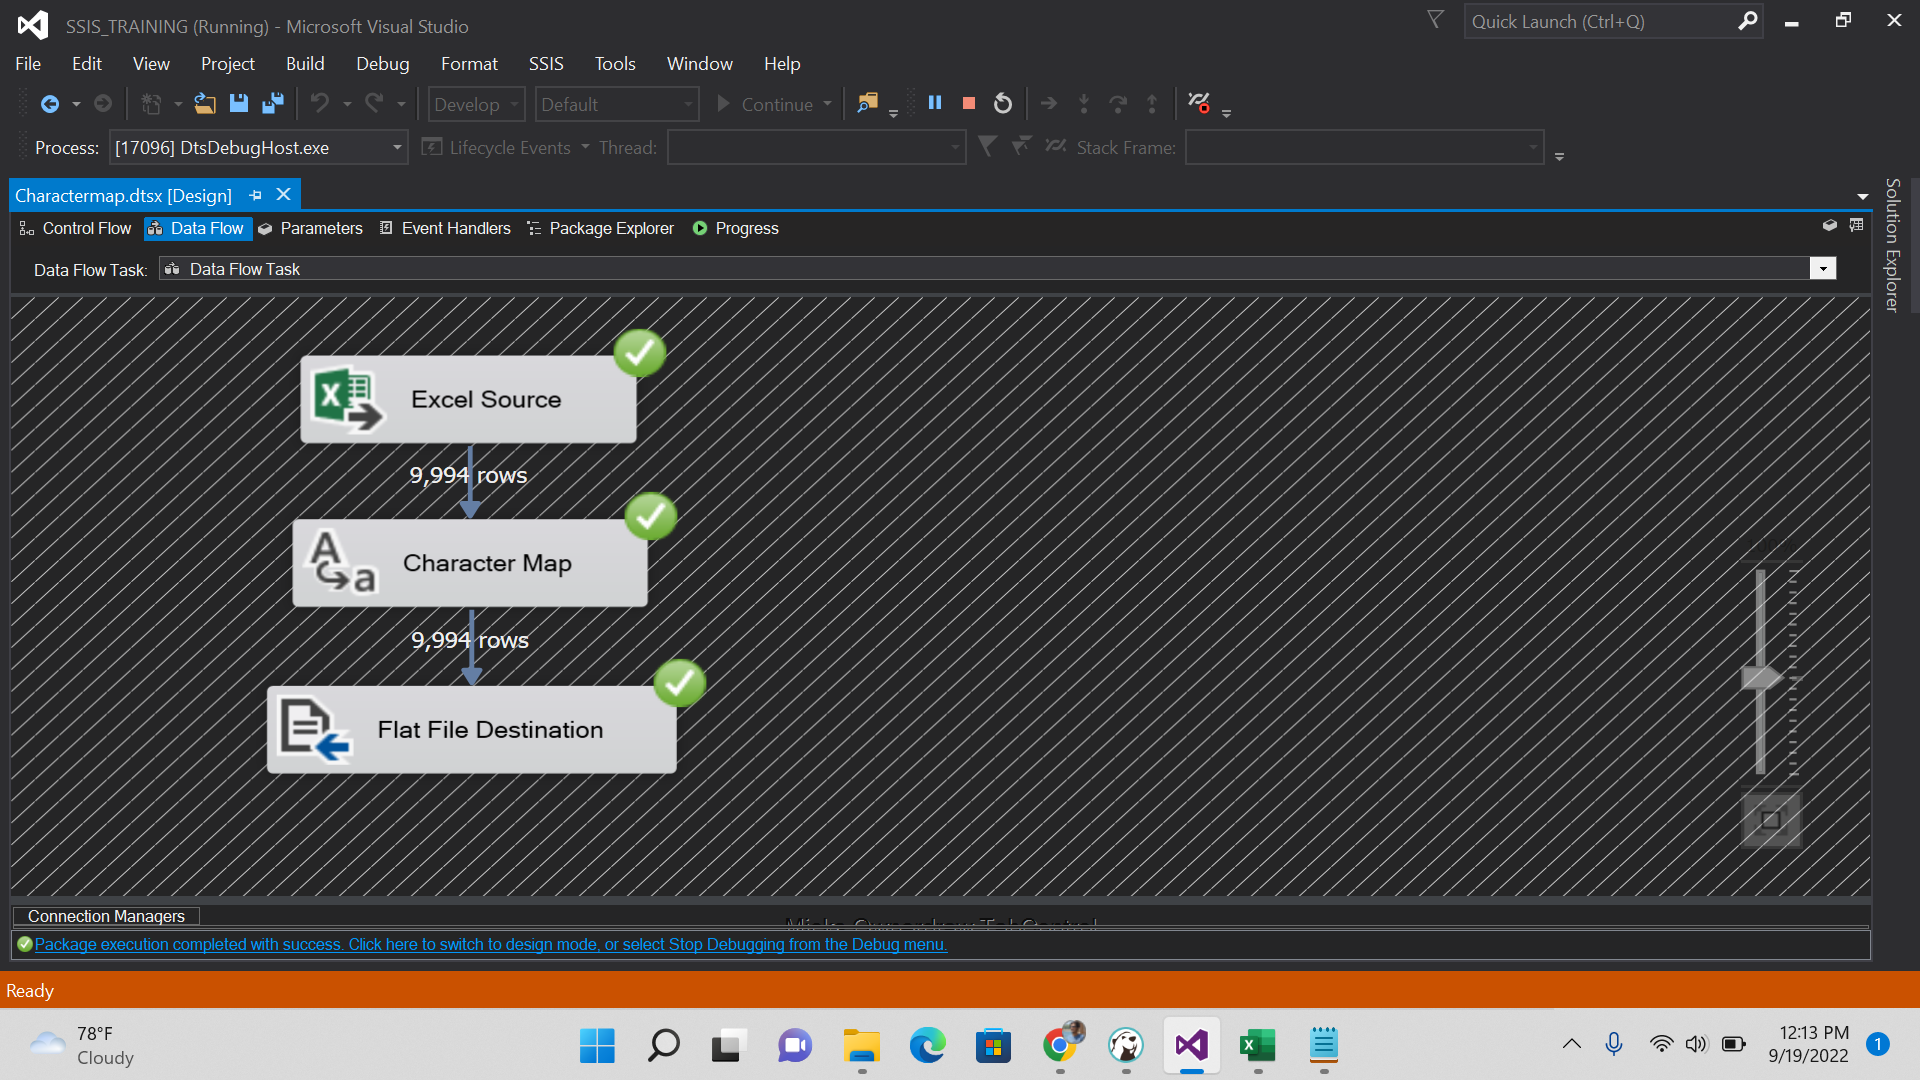 SSIS_TRAINING (Running) - Microsoft Visual Studio
Quick Launch (Ctrl+Q)
File Edit View Project Build Debug Format SSIS Tools Window Help
Develop Default Continue
Process: [17096] DtsDebugHost.exe Lifecycle Events Thread: Stack Frame:
Charactermap.dtsx [Design]
Solution Explorer
Control Flow Data Flow Parameters Event Handlers Package Explorer Progress
Data Flow Task: Data Flow Task
X
Excel Source
9,994 rows
A a
Character Map
9,994 rows
Flat File Destination
Connection Managers
Package execution completed with success. Click here to switch to design mode, or select Stop Debugging from the Debug menu.
Ready
78°F
Cloudy
12:13 PM
9/19/2022
1